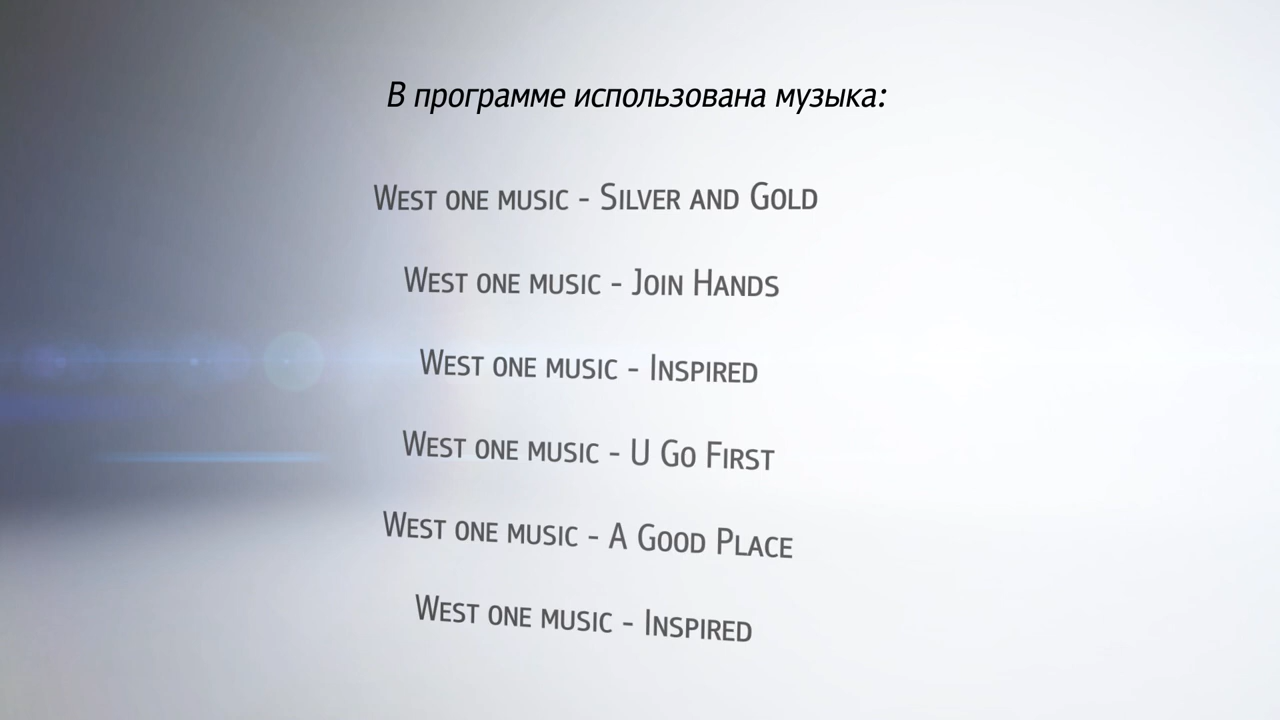 В программе использована музыка:
West one music - Silver and Gold
West one music - Join Hands
West one music - Inspired
West one music - U Go First
West one music - A Good Place
West one music - Inspired